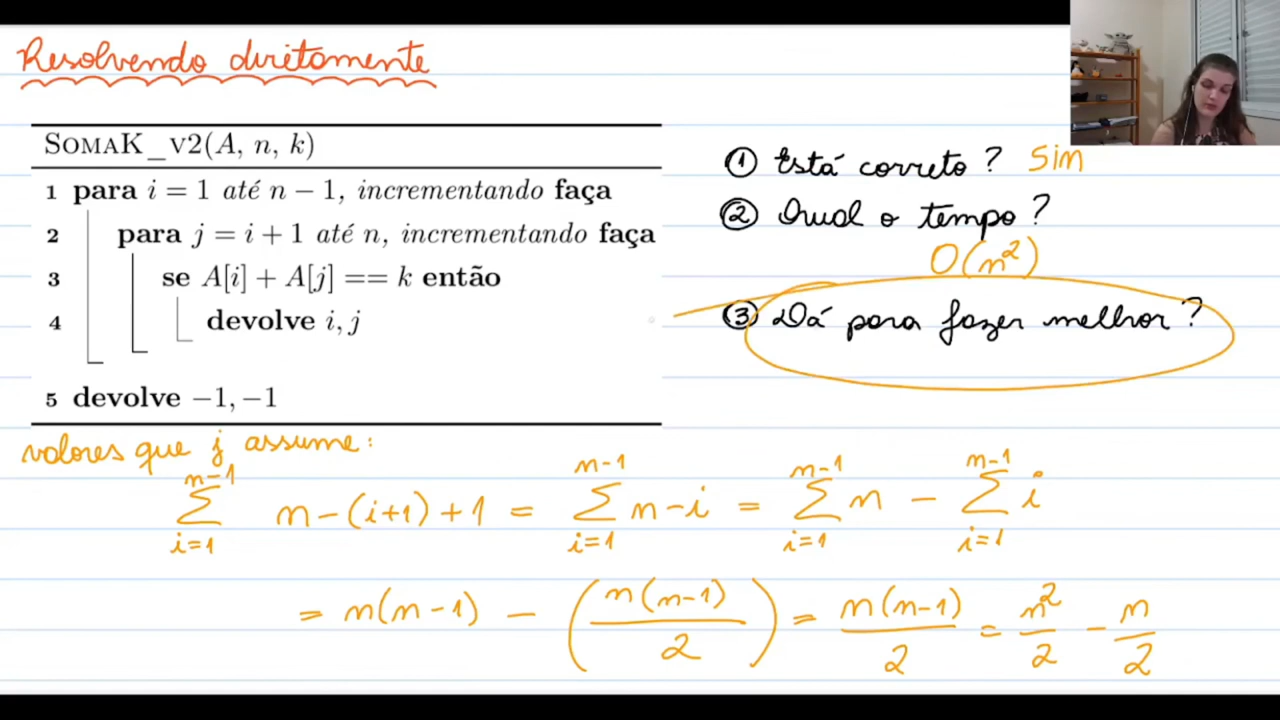 Resolvendo diretamente
SOMAK_V2(A, n, k)
1 para i = 1 até n − 1, incrementando faça
2 para j = i + 1 até n, incrementando faça
3 se A[i] + A[j] == k então
4 devolve i, j
5 devolve −1, −1
① Está correto? Sim
② Qual o tempo?
O(n²)
③ Dá para fazer melhor?
valores que j assume:
∑_{i=1}^{n-1} n-(i+1)+1 = ∑_{i=1}^{n-1} n-i = ∑_{i=1}^{n-1} n - ∑_{i=1}^{n-1} i
= n(n-1) - (n(n-1)/2) = n(n-1)/2 = n²/2 - n/2